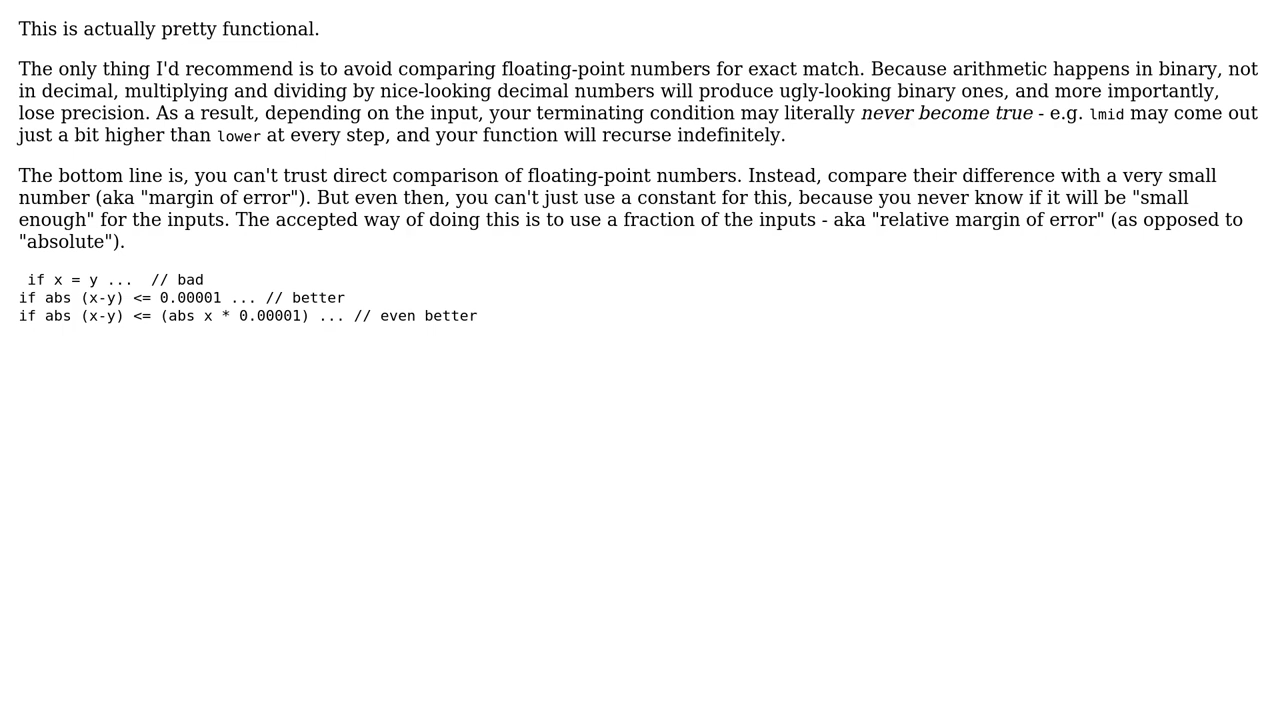 This is actually pretty functional.
The only thing I'd recommend is to avoid comparing floating-point numbers for exact match. Because arithmetic happens in binary, not
in decimal, multiplying and dividing by nice-looking decimal numbers will produce ugly-looking binary ones, and more importantly,
lose precision. As a result, depending on the input, your terminating condition may literally never become true - e.g. lmid may come out
just a bit higher than lower at every step, and your function will recurse indefinitely.
The bottom line is, you can't trust direct comparison of floating-point numbers. Instead, compare their difference with a very small
number (aka "margin of error"). But even then, you can't just use a constant for this, because you never know if it will be "small
enough" for the inputs. The accepted way of doing this is to use a fraction of the inputs - aka "relative margin of error" (as opposed to
"absolute").
if x = y ...  // bad
if abs (x-y) <= 0.00001 ... // better
if abs (x-y) <= (abs x * 0.00001) ... // even better